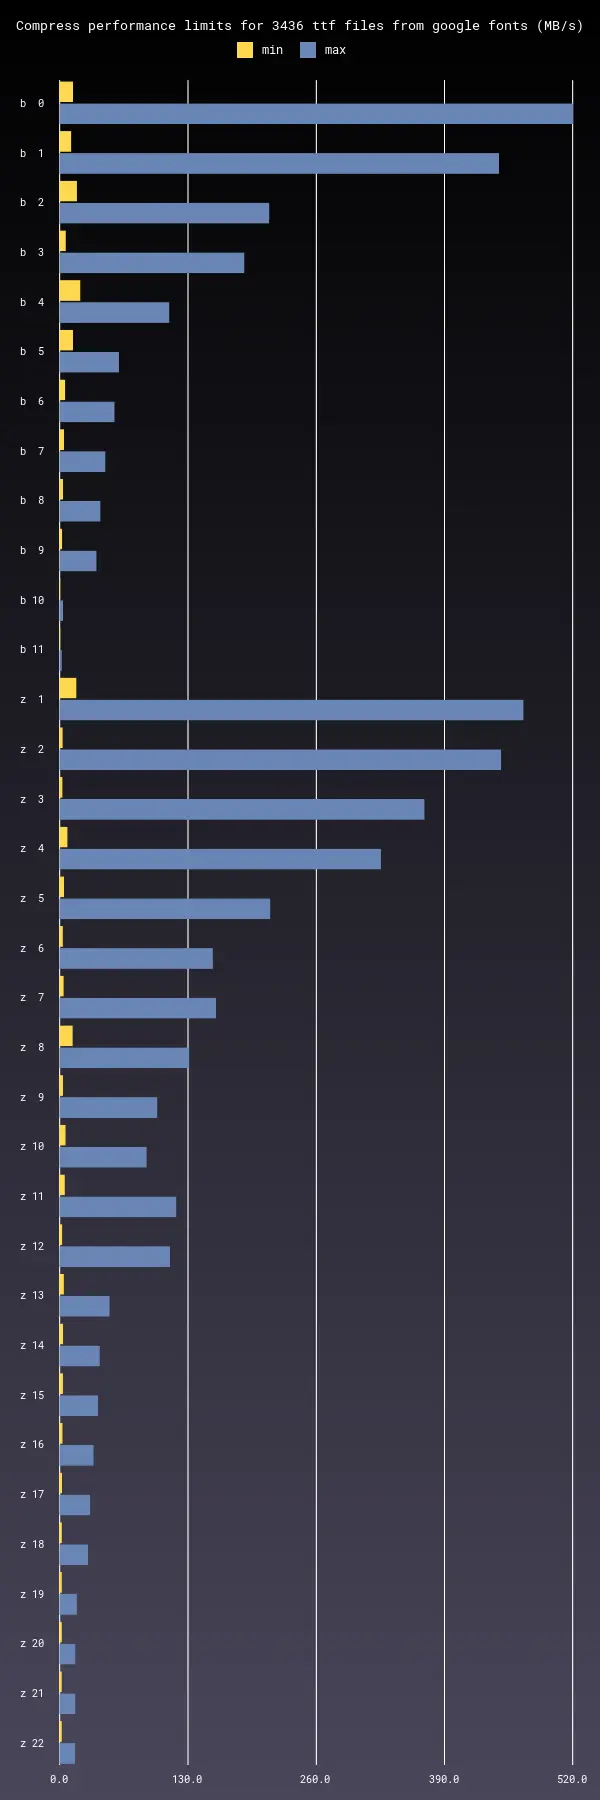 Compress performance limits for 3436 ttf files from google fonts (MB/s)
min max
b 0
b 1
b 2
b 3
b 4
b 5
b 6
b 7
b 8
b 9
b 10
b 11
z 1
z 2
z 3
z 4
z 5
z 6
z 7
z 8
z 9
z 10
z 11
z 12
z 13
z 14
z 15
z 16
z 17
z 18
z 19
z 20
z 21
z 22
0.0 130.0 260.0 390.0 520.0